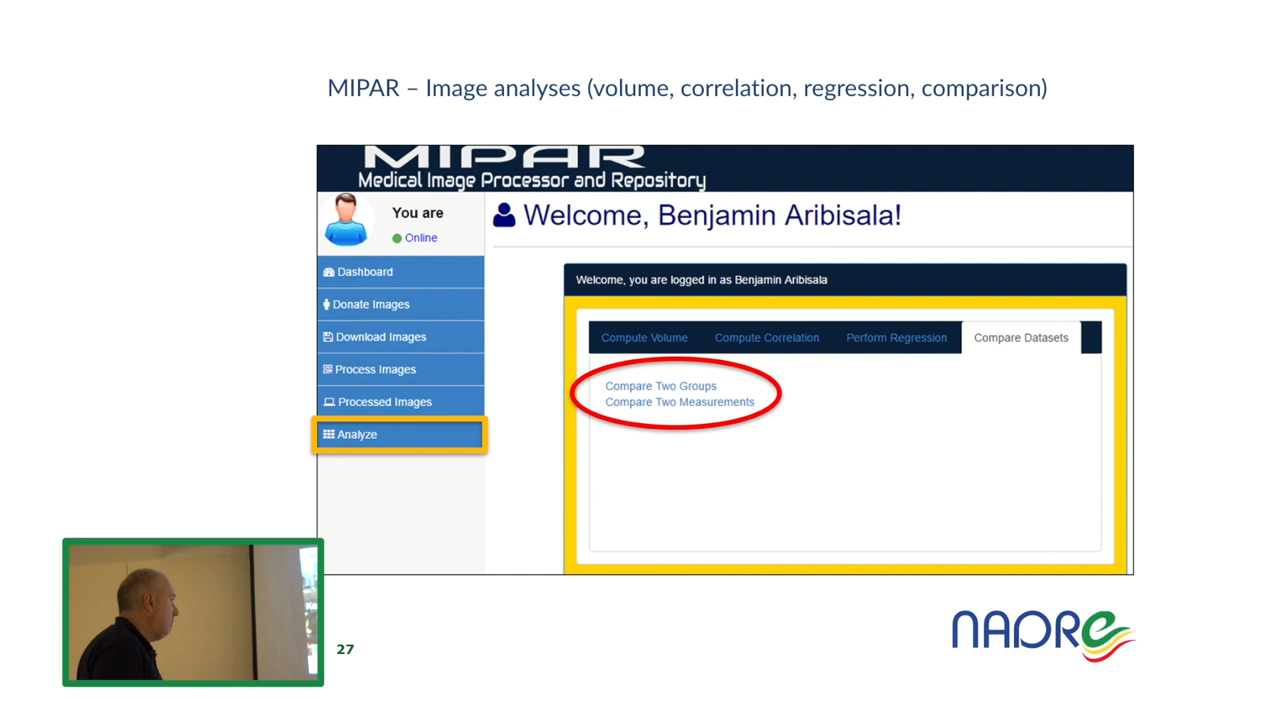 MIPAR – Image analyses (volume, correlation, regression, comparison)
MIPAR
Medical Image Processor and Repository
You are
Online
Welcome, Benjamin Aribisala!
Dashboard
Donate Images
Download Images
Process Images
Processed Images
Analyze
Welcome, you are logged in as Benjamin Aribisala
Compute Volume Compute Correlation Perform Regression Compare Datasets
Compare Two Groups
Compare Two Measurements
27
NADRe